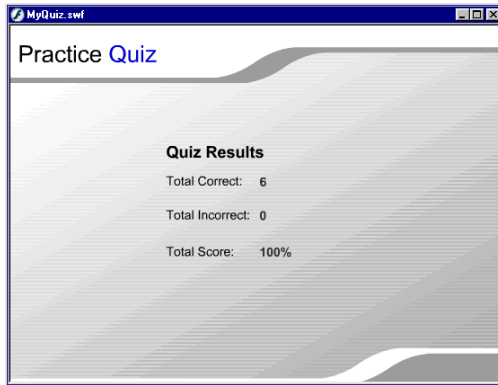 MyQuiz.swf
Practice Quiz
Quiz Results
Total Correct: 6
Total Incorrect: 0
Total Score: 100%